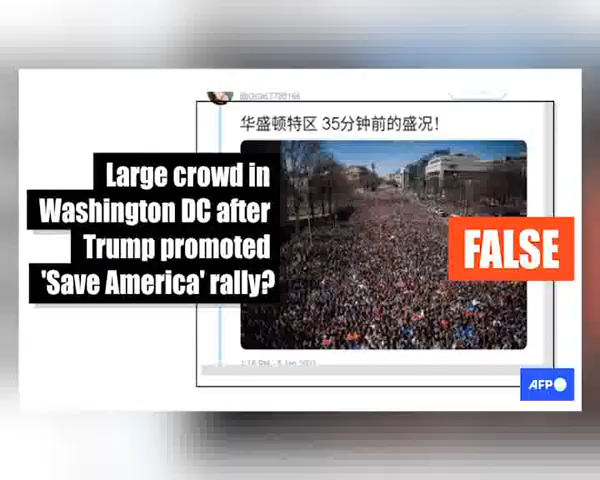 华盛顿特区 35分钟前的盛况!
Large crowd in
Washington DC after
Trump promoted
'Save America' rally?
FALSE
AFP